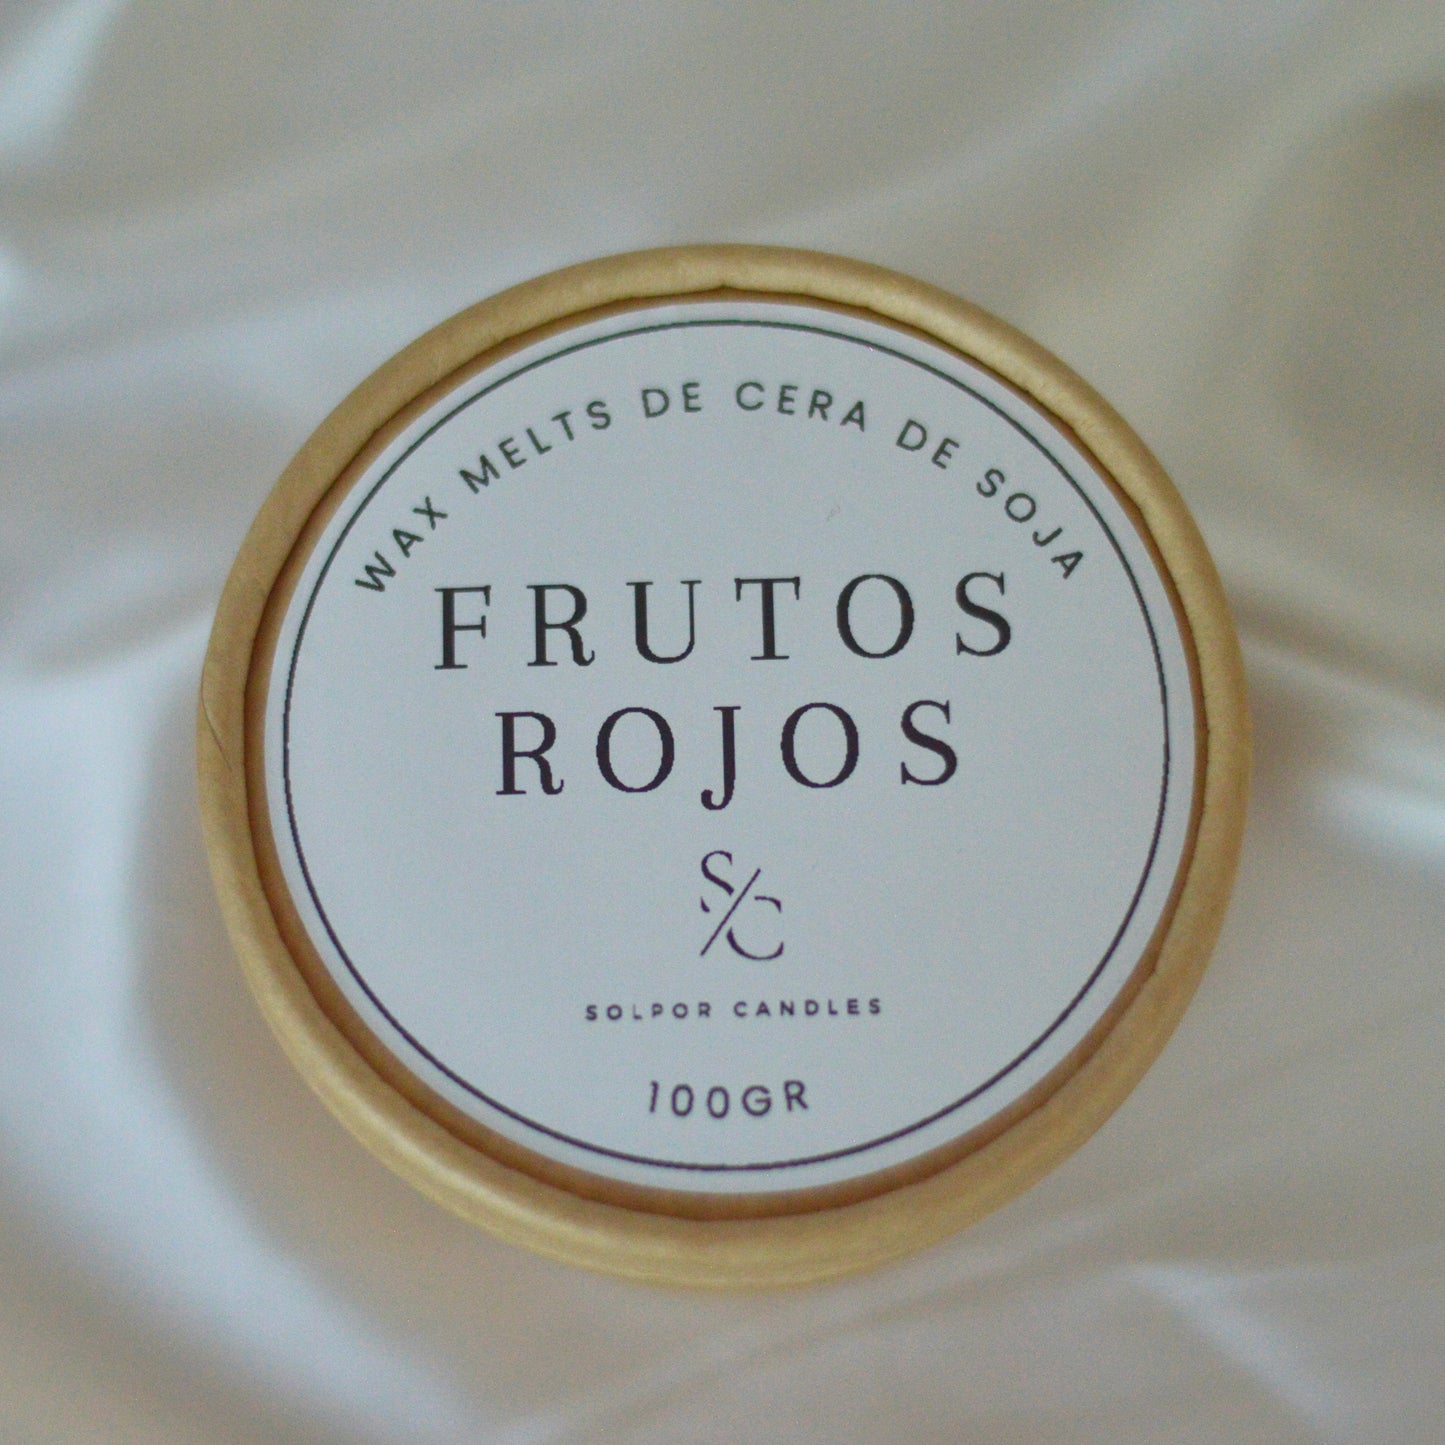 WAX MELTS DE CERA DE SOJA
FRUTOS
ROJOS
S/C
SOLPOR CANDLES
100GR